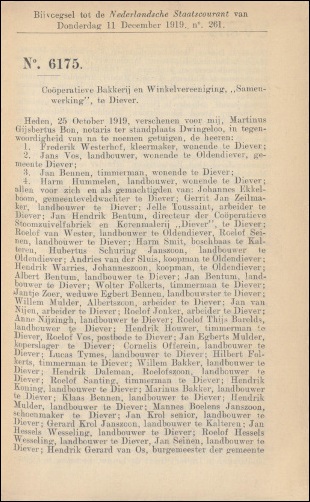 Bijvoegsel tot de Nederlandsche Staatscourant van
Donderdag 11 December 1919, nº. 261.
Nº. 6175.
Coöperatieve Bakkerij en Winkelvereeniging, „Samen-
werking”, te Diever.
Heden, 25 October 1919, verschenen voor mij, Martinus
Gijsbertus Bon, notaris ter standplaats Dwingeloo, in tegen-
woordigheid van na te noemen getuigen, de heeren:
1. Frederik Westerhof, kleermaker, wonende te Diever;
2. Jans Vos, landbouwer, wonende te Oldendiever, ge-
meente Diever;
3. Jan Bennen, timmerman, wonende te Diever;
4. Harm Hummelen, landbouwer, wonende te Diever;
allen voor zich en als gemachtigden van: Johannes Ekkel-
boom, gemeenteveldwachter te Diever; Gerrit Jan Zeilma-
ker, landbouwer te Diever; Jelle Toussaint, arbeider te
Diever; Jan Hendrik Bentum, directeur der Coöperatieve
Stoomzuivelfabriek en Korenmalerij „Diever”, te Diever;
Roelof van Wester, landbouwer te Oldendiever, Roelof Sei-
nen, landbouwer te Diever; Harm Smit, boschbaas te Kal-
teren, Hubertus Schuring Janszoon, landbouwer te
Oldendiever; Andries van der Sluis, koopman te Oldendiever;
Hendrik Warries, Johanneszoon, koopman, te Oldendiever;
Albert Bentum, landbouwer te Diever; Jan Bentum, land-
bouwer te Diever; Wolter Folkerts, timmerman te Diever;
Jantje Zoer, weduwe Egbert Bennen, landbouwster te Diever;
Willem Mulder, Albertszoon, arbeider te Diever; Jan van
Nijen, arbeider te Diever; Roelof Jonker, arbeider te Diever;
Anne Nijzingh, landbouwer te Diever; Roelof Thijs Barelds,
landbouwer te Diever; Hendrik Houwer, timmerman te
Diever, Roelof Vos, postbode te Diever; Jan Egberts Mulder,
koperslager te Diever; Cornelis Offerein, landbouwer te
Diever; Lucas Tymes, landbouwer te Diever; Hilbert Fol-
kerts, timmerman te Diever; Willem Bakker, landbouwer te
Diever; Hendrik Daleman, Roelofszoon, landbouwer te
Diever; Roelof Santing, timmerman te Diever; Hendrik
Koning, landbouwer te Diever; Marinus Bakker, landbouwer
te Diever; Klaas Bennen, landbouwer te Diever; Hendrik
Mulder, landbouwer te Diever; Mannes Boelens Janszoon,
schoenmaker te Diever; Jan Krol senior, landbouwer te
Diever; Gerard Krol Janszoon, landbouwer te Kalteren; Jan
Hessels Wesseling, landbouwer te Diever; Roelof Hessels
Wesseling, landbouwer te Diever, Jan Seinen, landbouwer te
Diever; Hendrik Gerard van Os, burgemeester der gemeente